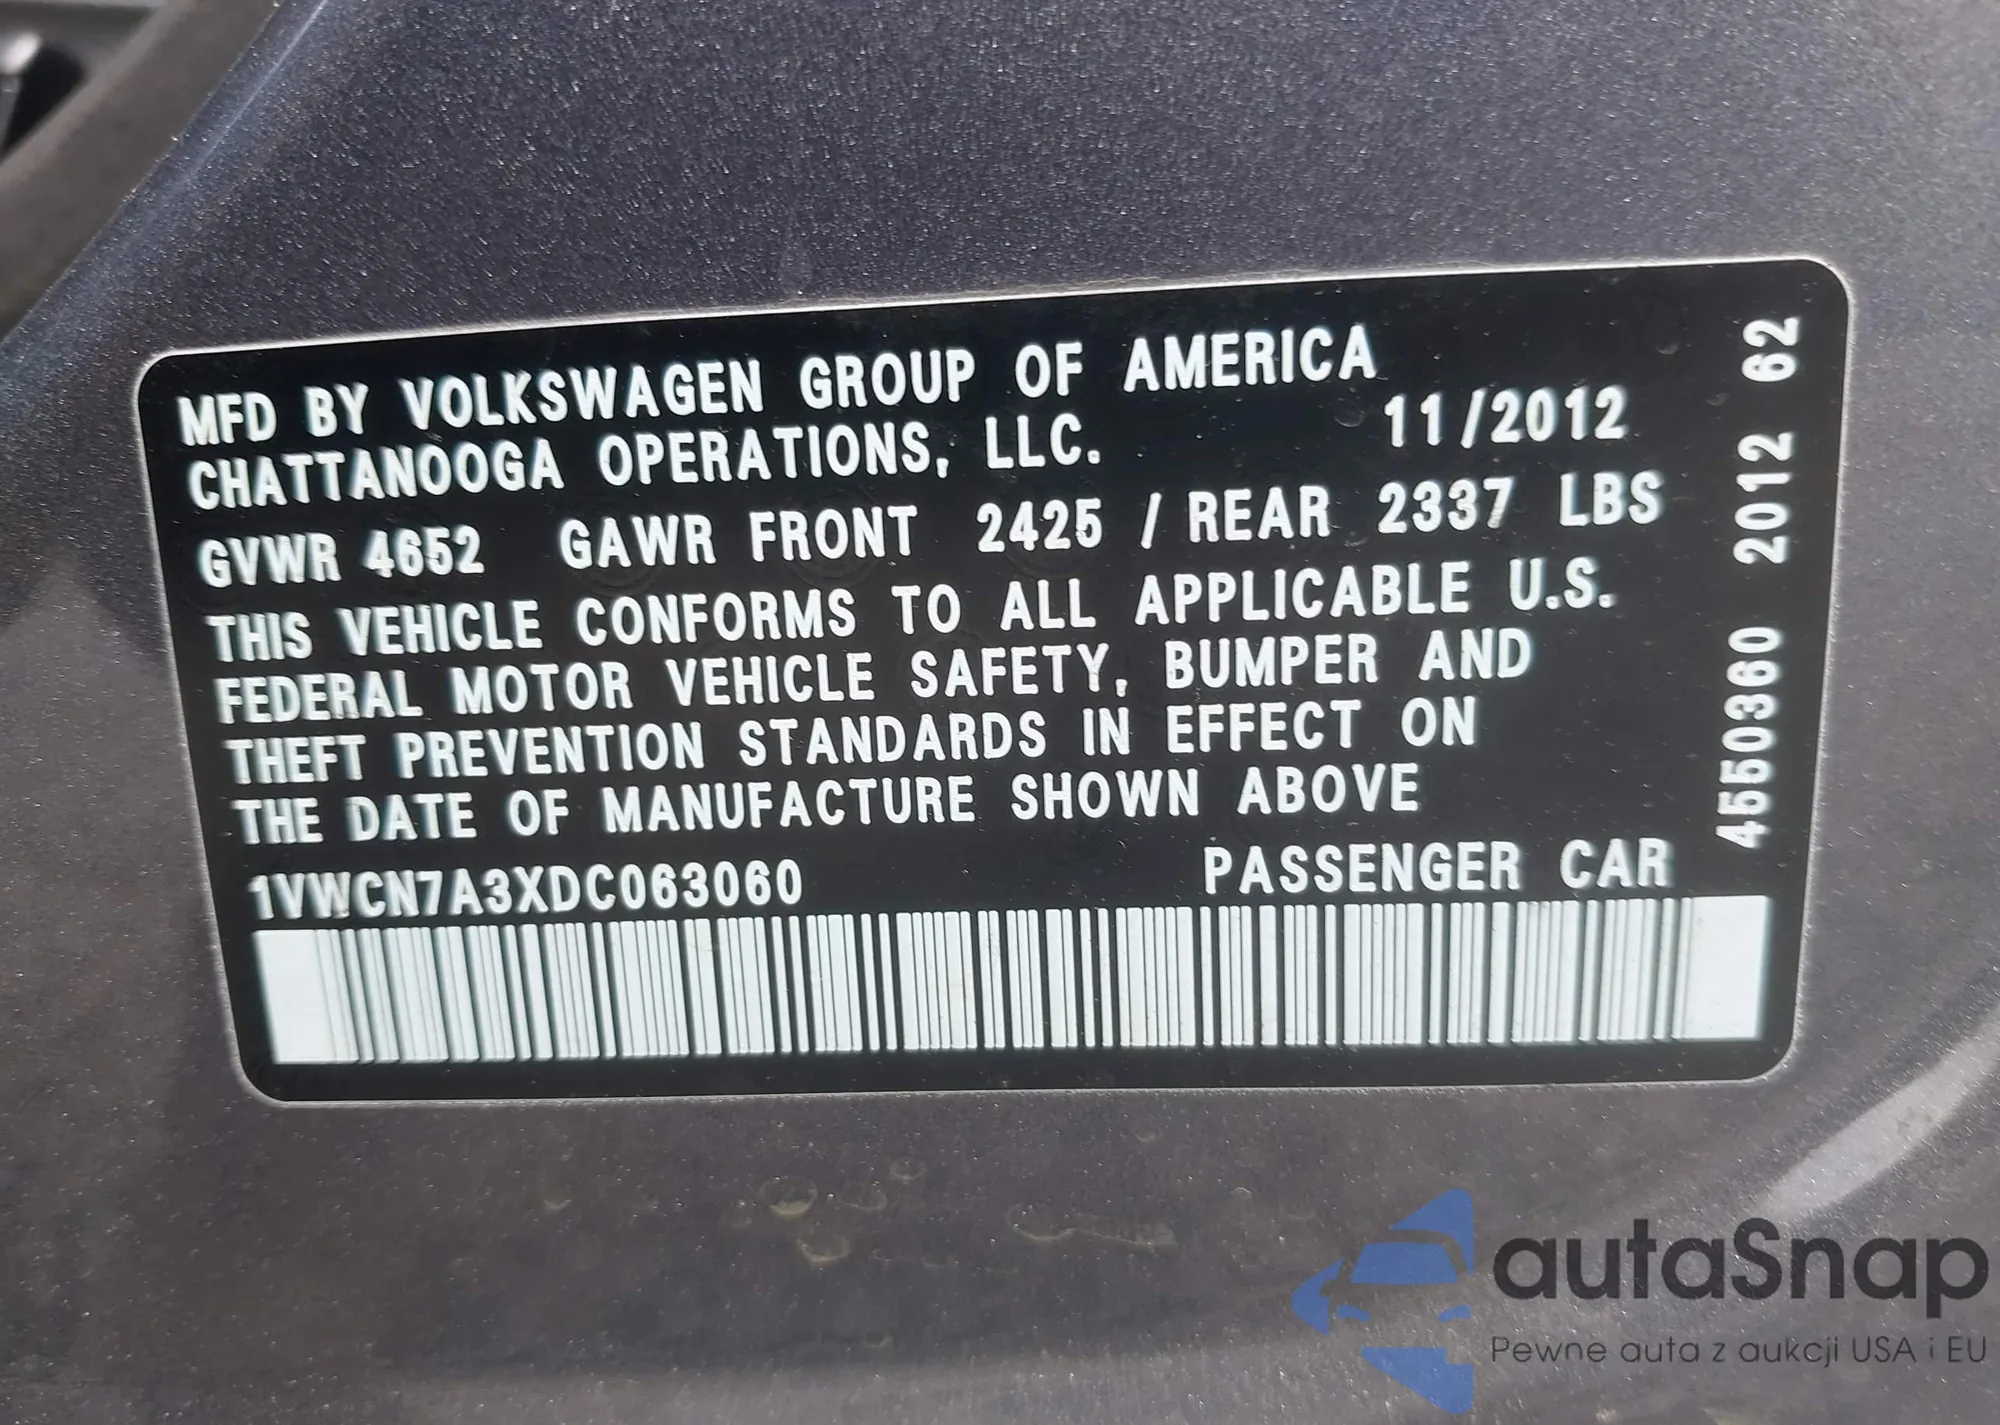 MFD BY VOLKSWAGEN GROUP OF AMERICA
CHATTANOOGA OPERATIONS, LLC. 11/2012
GVWR 4652 GAWR FRONT 2425 / REAR 2337 LBS
THIS VEHICLE CONFORMS TO ALL APPLICABLE U.S.
FEDERAL MOTOR VEHICLE SAFETY, BUMPER AND
THEFT PREVENTION STANDARDS IN EFFECT ON
THE DATE OF MANUFACTURE SHOWN ABOVE
1VWCN7A3XDC063060 PASSENGER CAR
4550360 2012 62
autaSnap
Pewne auta z aukcji USA i EU